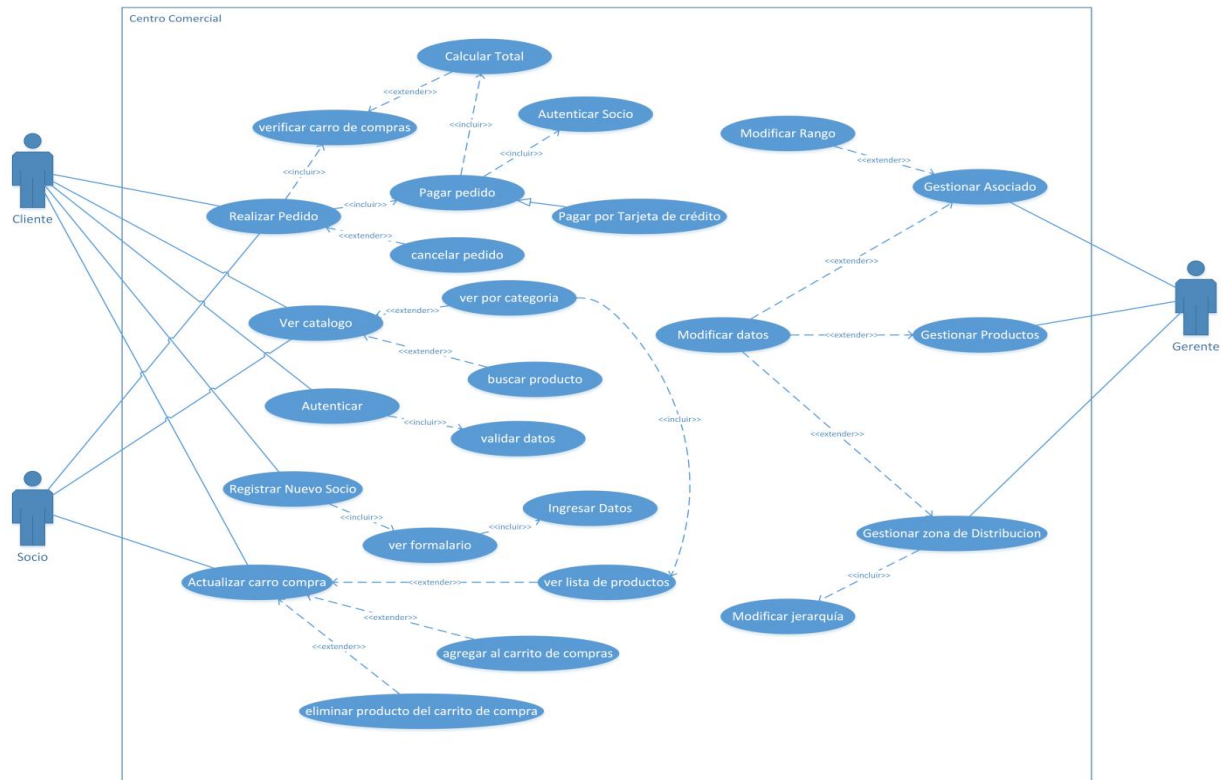 Centro Comercial
Calcular Total
<<extender>>
verificar carro de compras
Autenticar Socio
Modificar Rango
<<incluir>>
<<incluir>>
<<extender>>
Cliente
<<incluir>>
Pagar pedido
Gestionar Asociado
Realizar Pedido
<<incluir>>
Pagar por Tarjeta de crédito
<<extender>>
cancelar pedido
<<extender>>
ver por categoria
<<extender>>
Ver catalogo
Modificar datos
<<extender>>
Gestionar Productos
Gerente
<<extender>>
buscar producto
Autenticar
<<incluir>>
<<incluir>>
validar datos
<<extender>>
Registrar Nuevo Socio
Ingresar Datos
<<incluir>>
<<incluir>>
Socio
ver formalario
Gestionar zona de Distribucion
Actualizar carro compra
<<extender>>
ver lista de productos
<<incluir>>
Modificar jerarquía
<<extender>>
<<extender>>
agregar al carrito de compras
eliminar producto del carrito de compra